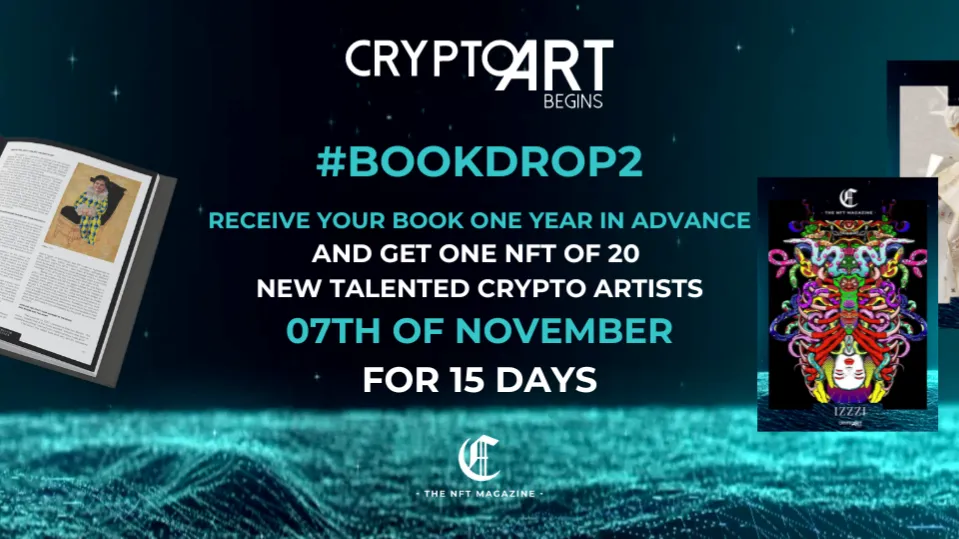 CRYPTOART
BEGINS
#BOOKDROP2
RECEIVE YOUR BOOK ONE YEAR IN ADVANCE
AND GET ONE NFT OF 20
NEW TALENTED CRYPTO ARTISTS
07TH OF NOVEMBER
FOR 15 DAYS
- THE NFT MAGAZINE -
- THE NFT MAGAZINE -
IZZZI